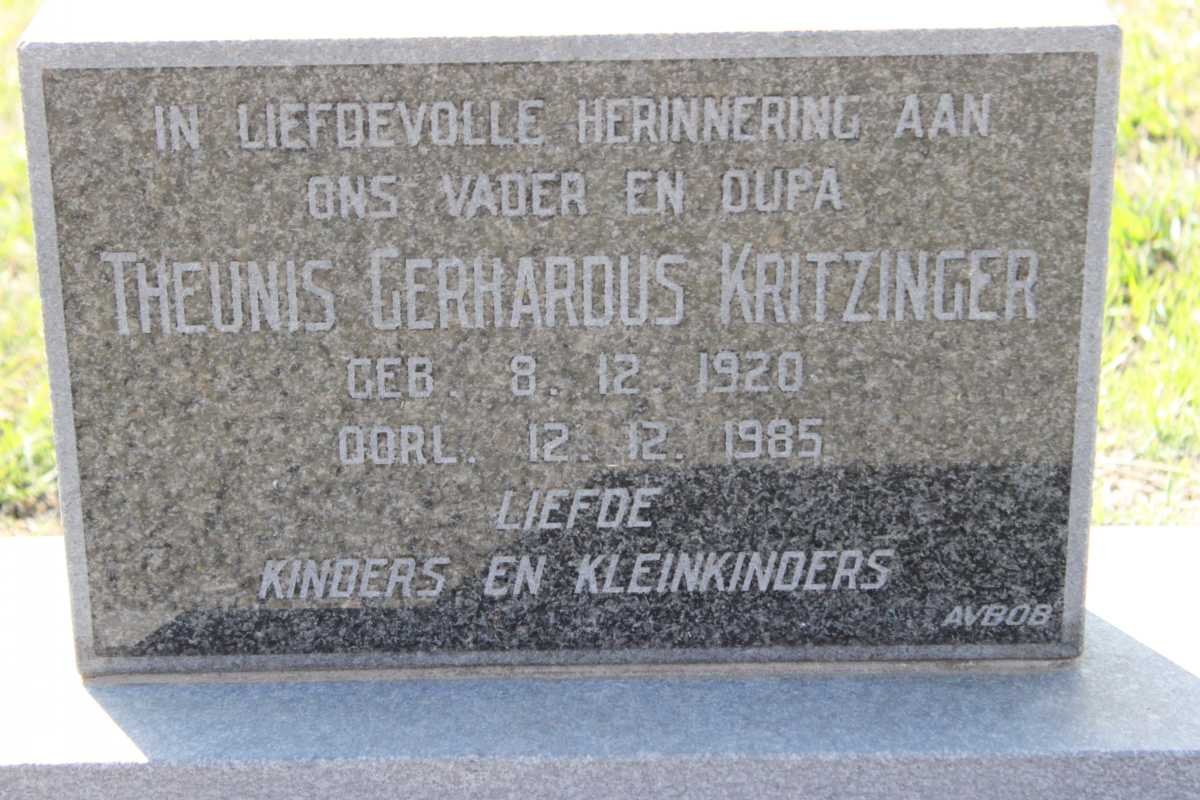 IN LIEFDEVOLLE HERINNERING AAN
ONS VADER EN OUPA
THEUNIS GERHARDUS KRITZINGER
GEB. 8. 12. 1920
OORL. 12. 12. 1985
LIEFDE
KINDERS EN KLEINKINDERS
AVBOB